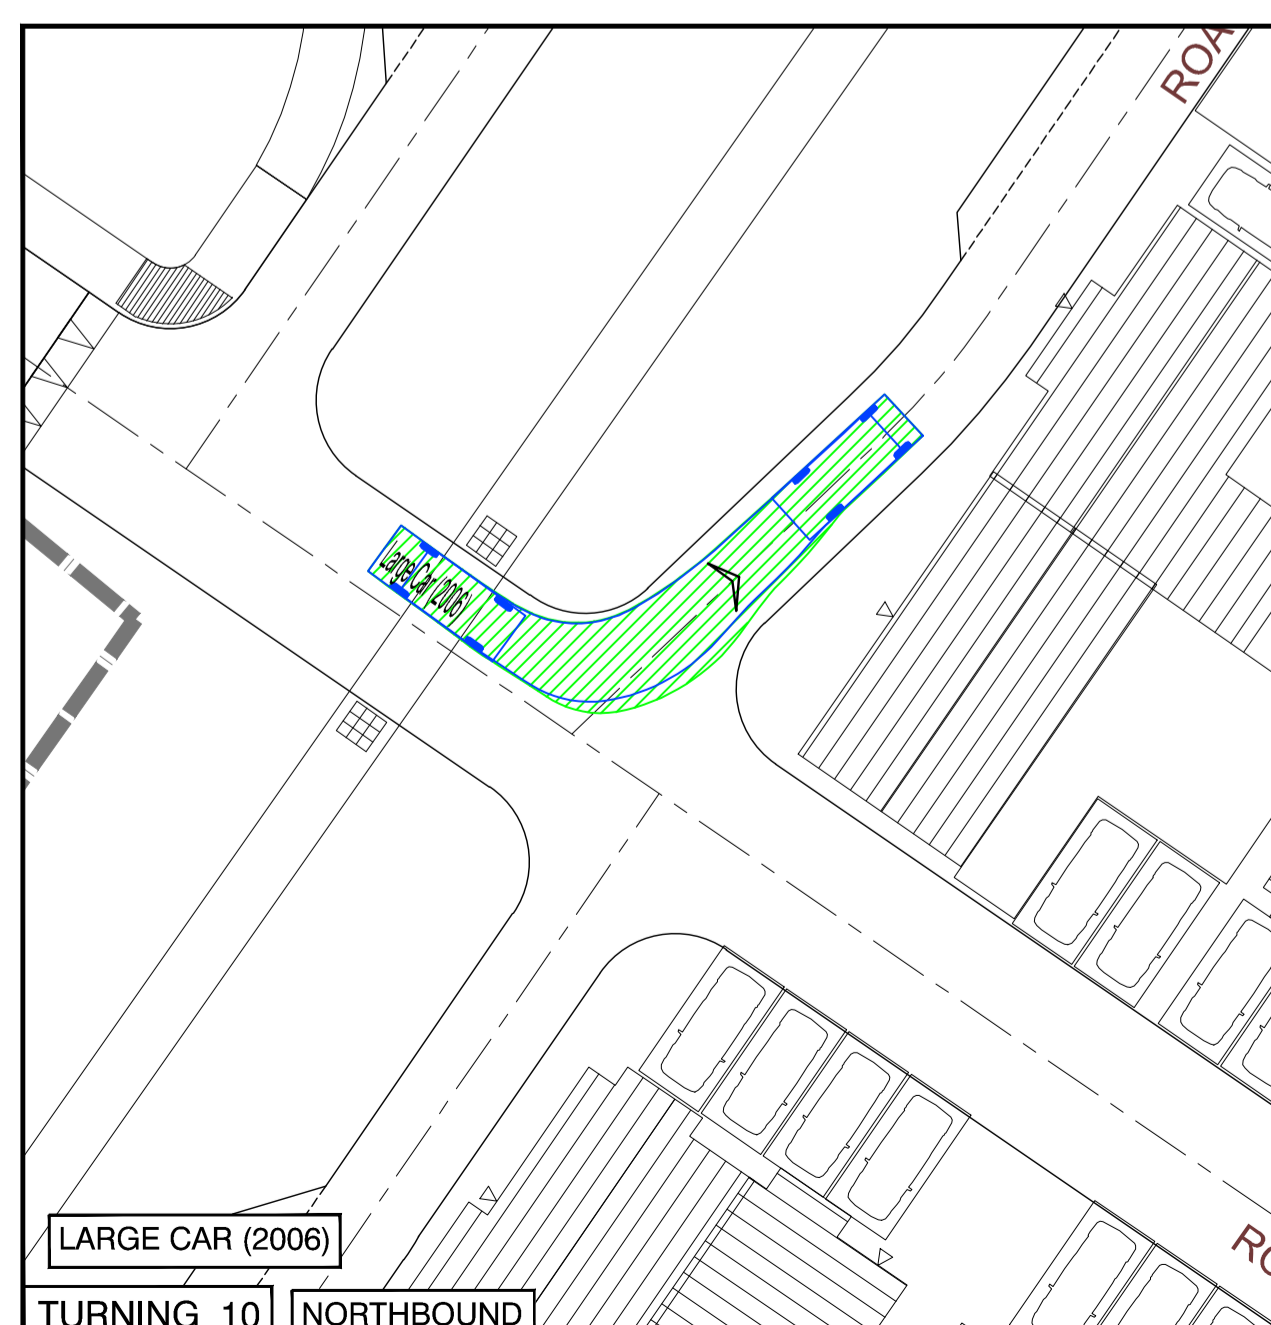 ROA
Large Car (2006)
RO
LARGE CAR (2006)
TURNING 10
NORTHBOUND